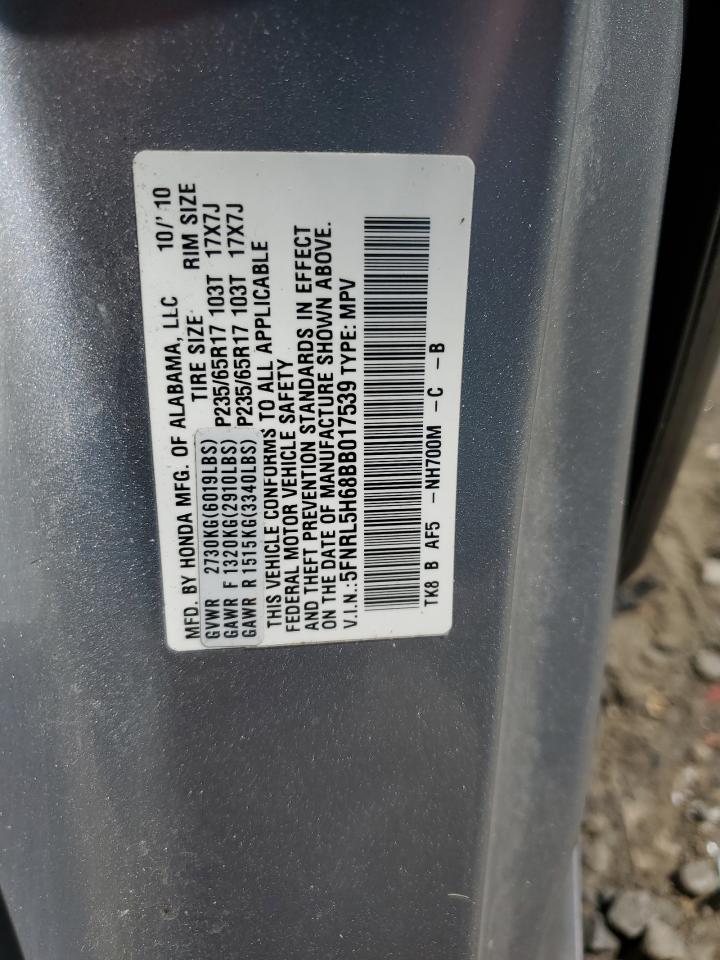 MFD. BY HONDA MFG. OF ALABAMA, LLC 10/' 10
TIRE SIZE RIM SIZE
GVWR 2730KG(6019LBS)
GAWR F 1320KG(2910LBS) P235/65R17 103T 17X7J
GAWR R 1515KG(3340LBS) P235/65R17 103T 17X7J
THIS VEHICLE CONFORMS TO ALL APPLICABLE
FEDERAL MOTOR VEHICLE SAFETY
AND THEFT PREVENTION STANDARDS IN EFFECT
ON THE DATE OF MANUFACTURE SHOWN ABOVE.
V.I.N.:5FNRL5H68BB017539 TYPE: MPV
TK8 B AF5 -NH700M - C - B